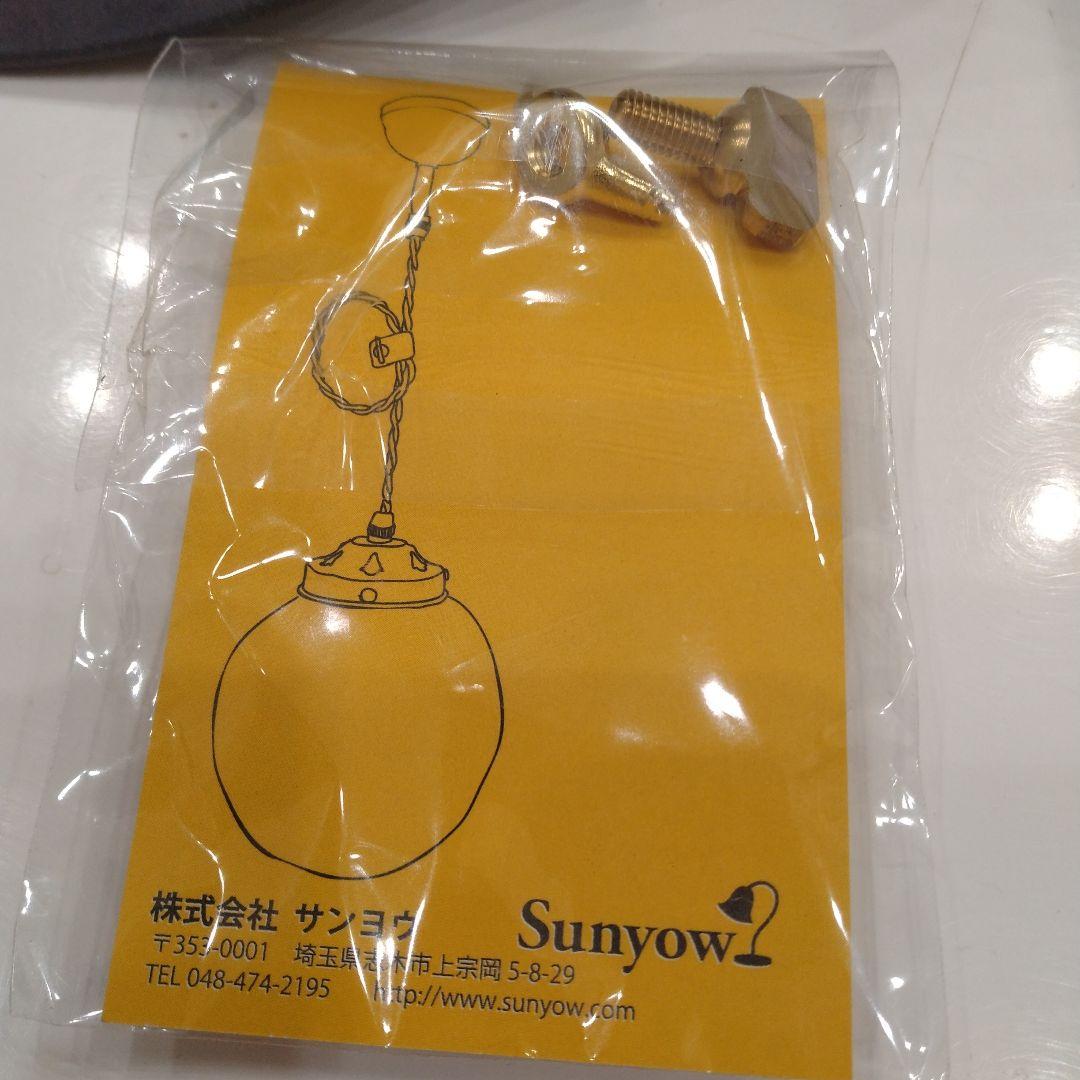 株式会社 サンヨウ
〒353-0001 埼玉県志木市上宗岡 5-8-29
TEL 048-474-2195 http://www.sunyow.com
Sunyow